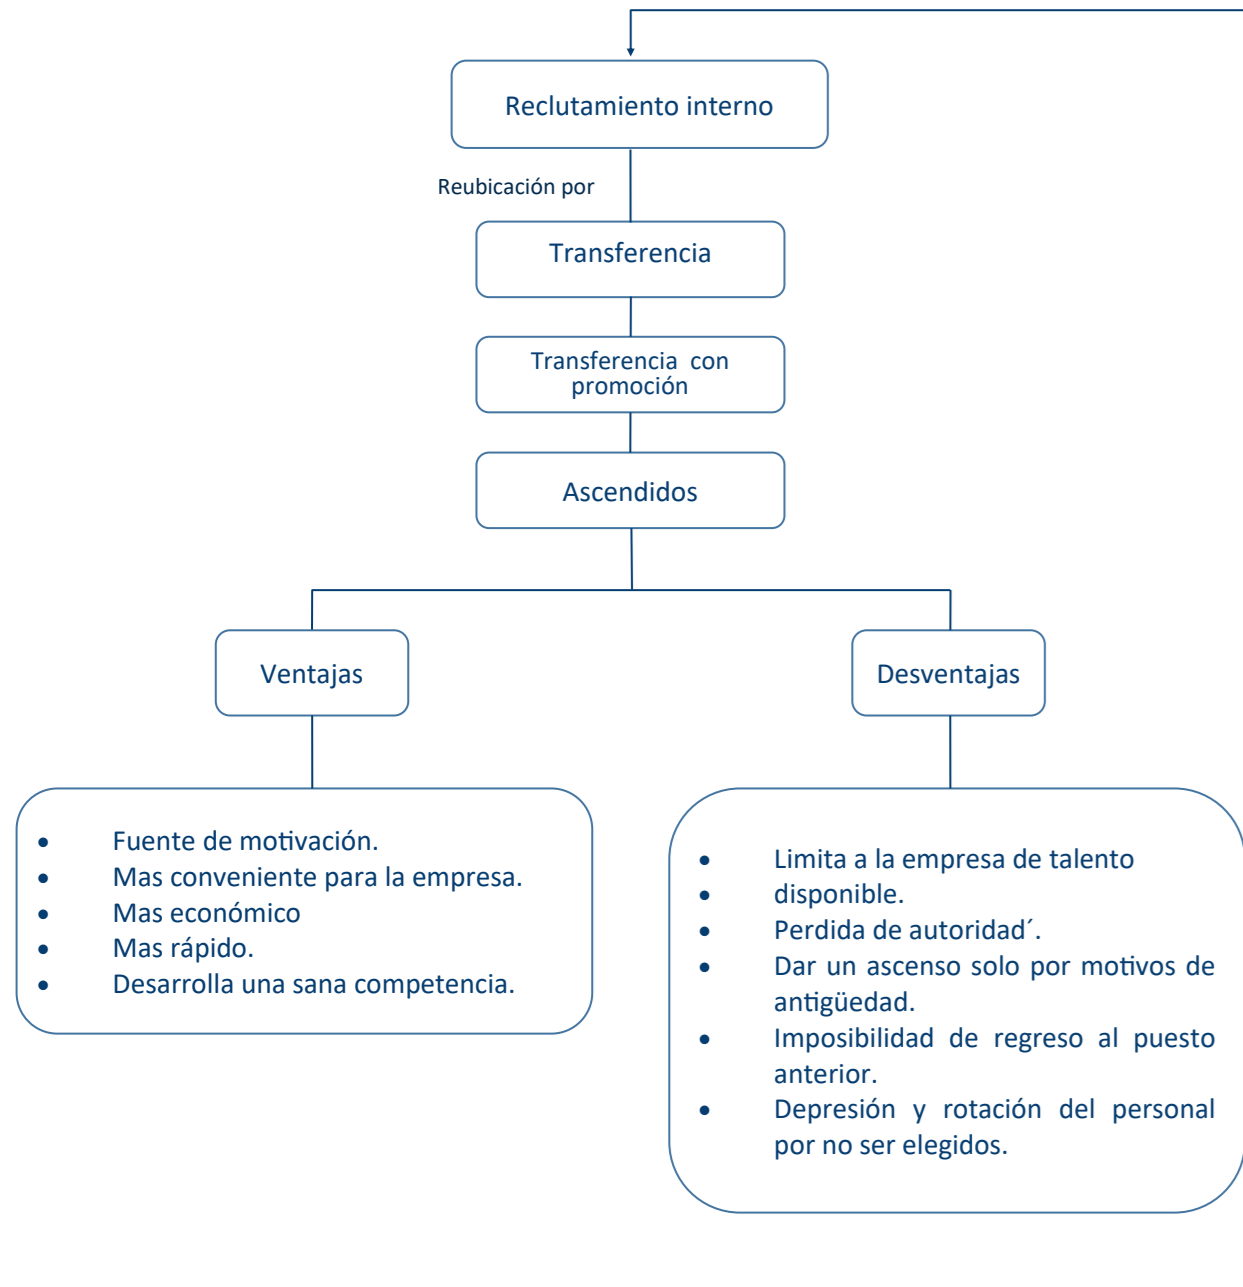 Reclutamiento interno
Reubicación por
Transferencia
Transferencia con
promoción
Ascendidos
Ventajas
Desventajas
• Fuente de motivación.
• Mas conveniente para la empresa.
• Mas económico
• Mas rápido.
• Desarrolla una sana competencia.
• Limita a la empresa de talento
• disponible.
• Perdida de autoridad´.
• Dar un ascenso solo por motivos de
antigüedad.
• Imposibilidad de regreso al puesto
anterior.
• Depresión y rotación del personal
por no ser elegidos.